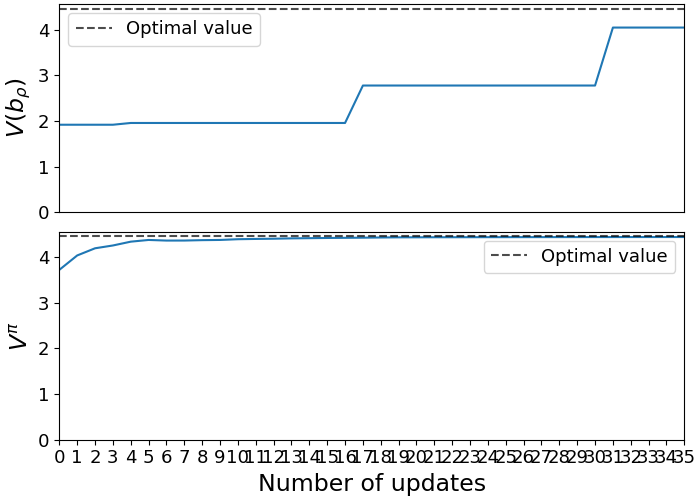 4
3
2
1
0
V(b_ρ)
Optimal value
4
3
2
1
0
V^π
Optimal value
0 1 2 3 4 5 6 7 8 9 10 11 12 13 14 15 16 17 18 19 20 21 22 23 24 25 26 27 28 29 30 31 32 33 34 35
Number of updates